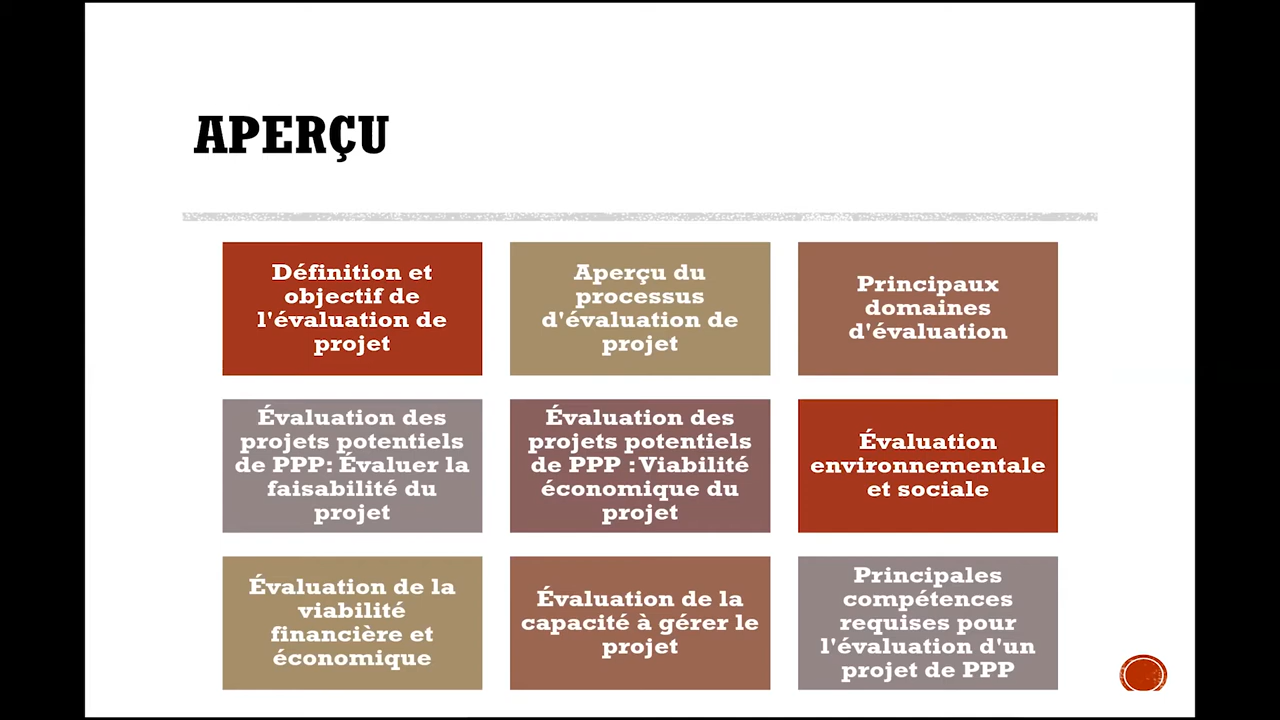 APERÇU
Définition et
objectif de
l'évaluation de
projet
Aperçu du
processus
d'évaluation de
projet
Principaux
domaines
d'évaluation
Évaluation des
projets potentiels
de PPP: Évaluer la
faisabilité du
projet
Évaluation des
projets potentiels
de PPP : Viabilité
économique du
projet
Évaluation
environnementale
et sociale
Évaluation de la
viabilité
financière et
économique
Évaluation de la
capacité à gérer le
projet
Principales
compétences
requises pour
l'évaluation d'un
projet de PPP